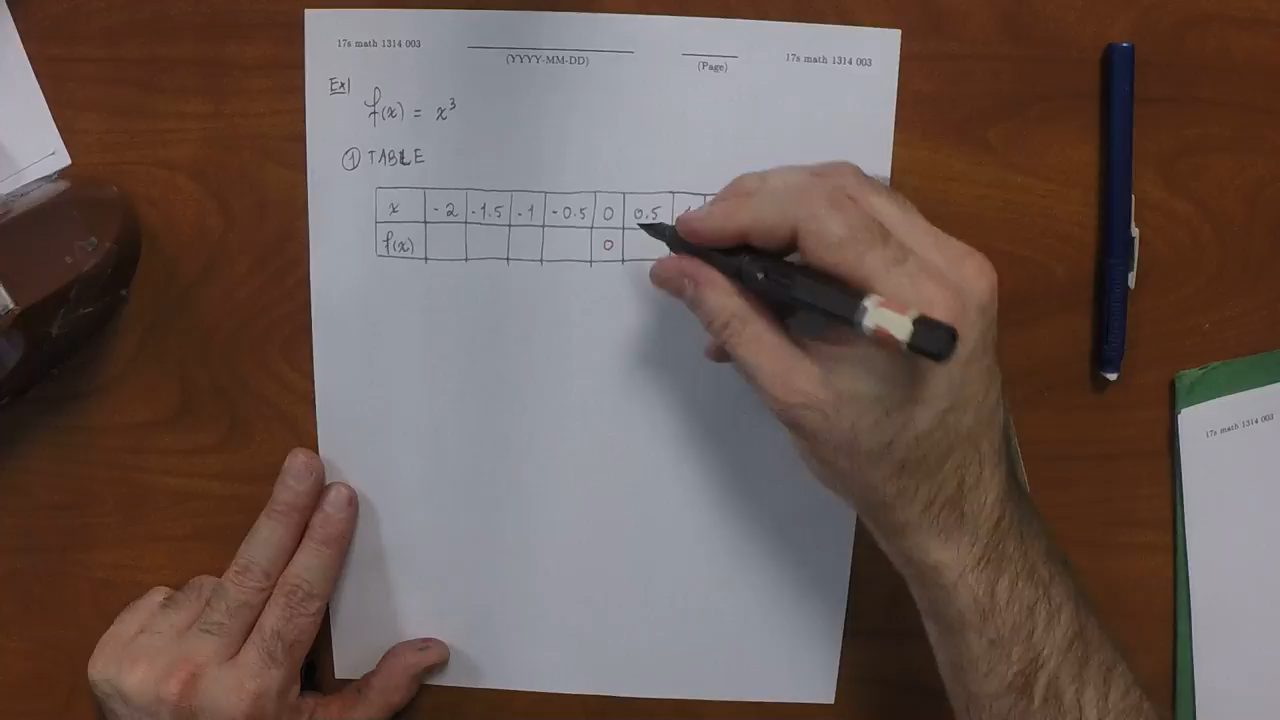 17s math 1314 003 (YYYY-MM-DD) (Page) 17s math 1314 003
Ex1
f(x) = x³
① TABLE
x -2 -1.5 -1 -0.5 0 0.5
f(x) 0
17s math 1314 003